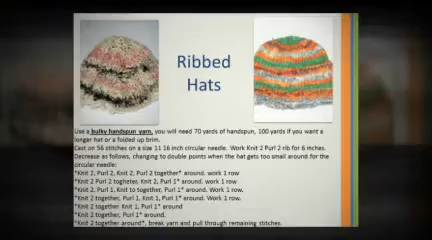 Ribbed
Hats
Use a bulky handspun yarn, you will need 70 yards of handspun, 100 yards if you want a
longer hat or a folded up brim.
Cast on 56 stitches on a size 11 16 inch circular needle. Work Knit 2 Purl 2 rib for 6 inches.
Decrease as follows, changing to double points when the hat gets too small around for the
circular needle:
*Knit 2, Purl 2, Knit 2, Purl 2 together* around. work 1 row
*Knit 2 Purl 2 togheter, Knit 2, Purl 1* around. work 1 row
*Knit 2, Purl 1, Knit to together, Purl 1* around. Work 1 row.
*Knit 2 together, Purl 1, Knit 1, Purl 1* around. Work 1 row.
*Knit 2 together Knit 1, Purl 1* around
*Knit 2 together, Purl 1* around.
*Knit 2 together around*, break yarn and pull through remaining stitches.